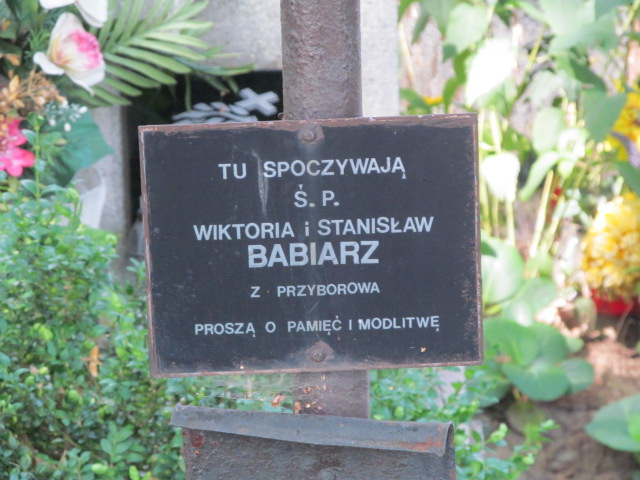 TU SPOCZYWAJĄ
Ś. P.
WIKTORIA i STANISŁAW
BABIARZ
Z PRZYBOROWA
PROSZĄ O PAMIĘĆ I MODLITWĘ